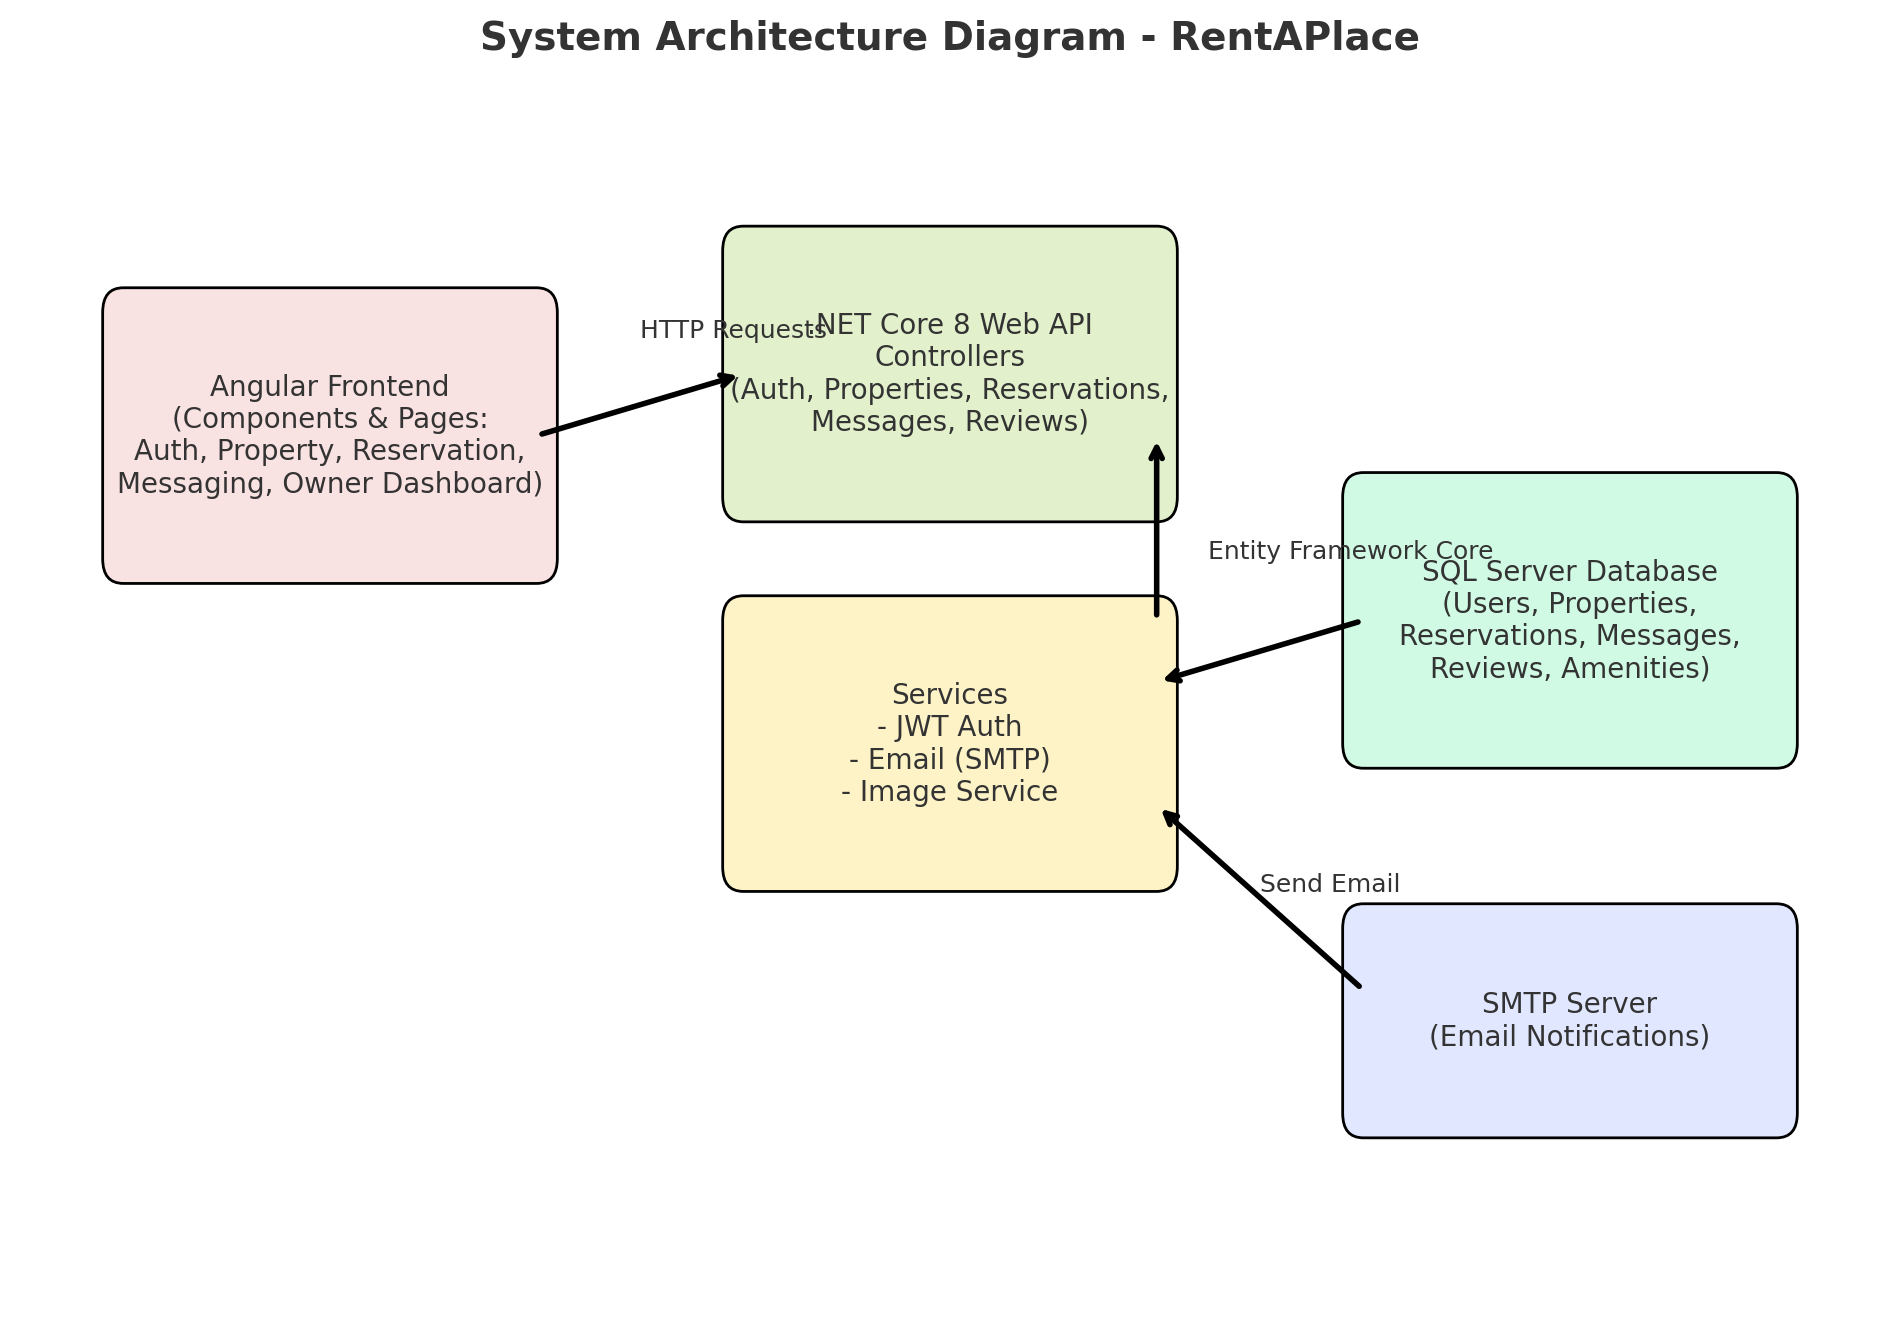 System Architecture Diagram - RentAPlace
Angular Frontend
(Components & Pages:
Auth, Property, Reservation,
Messaging, Owner Dashboard)
HTTP Requests
.NET Core 8 Web API
Controllers
(Auth, Properties, Reservations,
Messages, Reviews)
Entity Framework Core
SQL Server Database
(Users, Properties,
Reservations, Messages,
Reviews, Amenities)
Services
- JWT Auth
- Email (SMTP)
- Image Service
Send Email
SMTP Server
(Email Notifications)